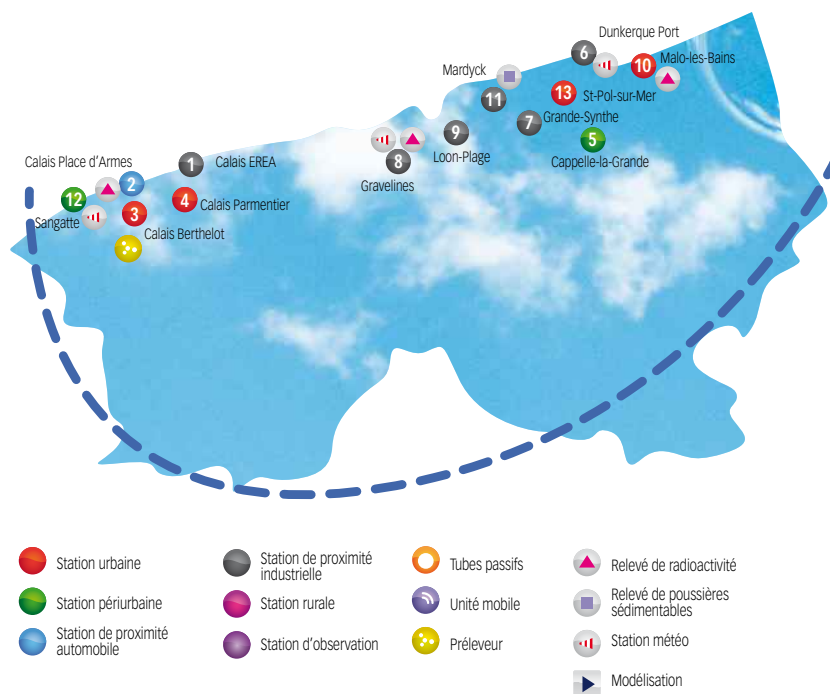 Dunkerque Port
6
Mardyck
10
Malo-les-Bains
13
St-Pol-sur-Mer
11
7
Grande-Synthe
9
5
Loon-Plage
Cappelle-la-Grande
8
Gravelines
Calais Place d'Armes
1
Calais EREA
2
12
4
Calais Parmentier
Sangatte
3
Calais Berthelot
Station urbaine
Station périurbaine
Station de proximité
automobile
Station de proximité
industrielle
Station rurale
Station d'observation
Tubes passifs
Unité mobile
Préleveur
Relevé de radioactivité
Relevé de poussières
sédimentables
Station météo
Modélisation